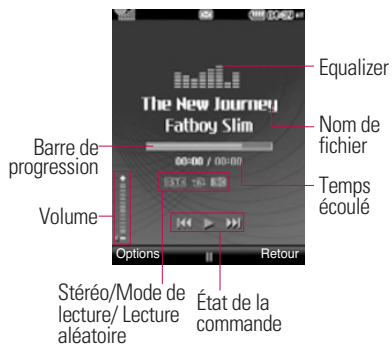 Equalizer
The New Journey
Fatboy Slim
Nom de
fichier
Barre de
progression
00:00 / 00:00
Temps
écoulé
Volume
Options
Retour
Stéréo/Mode de
lecture/ Lecture
aléatoire
État de la
commande